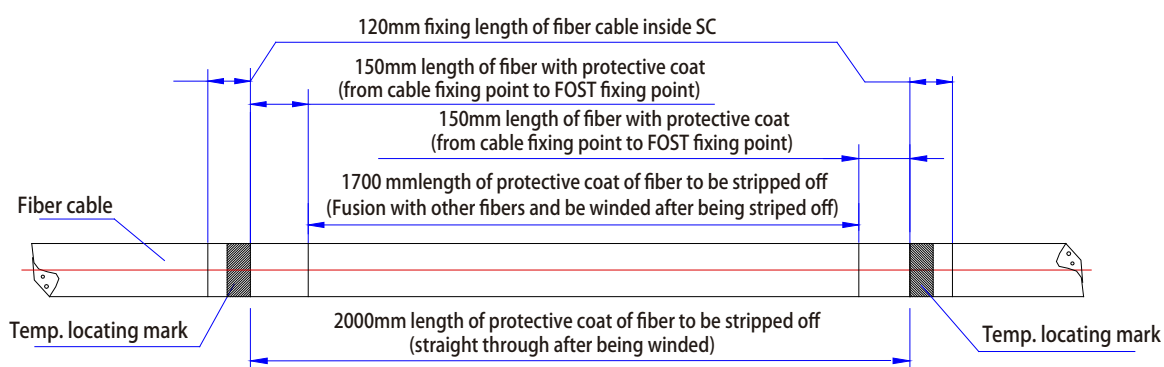 120mm fixing length of fiber cable inside SC
150mm length of fiber with protective coat
(from cable fixing point to FOST fixing point)
150mm length of fiber with protective coat
(from cable fixing point to FOST fixing point)
1700 mmlength of protective coat of fiber to be stripped off
(Fusion with other fibers and be winded after being striped off)
Fiber cable
Temp. locating mark
2000mm length of protective coat of fiber to be stripped off
(straight through after being winded)
Temp. locating mark